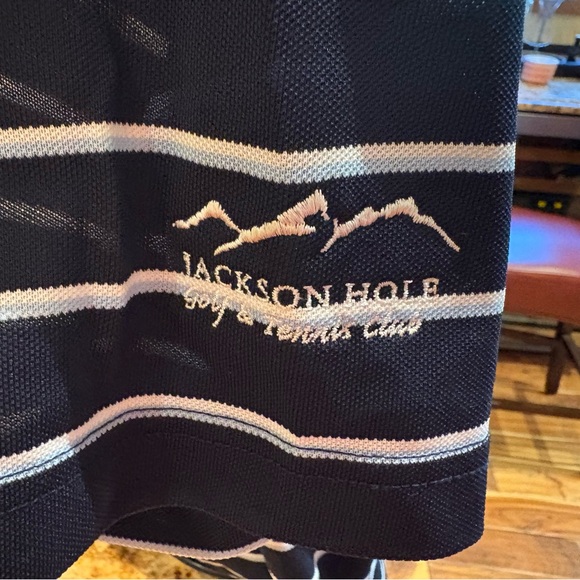 JACKSON HOLE
Golf & Tennis Club